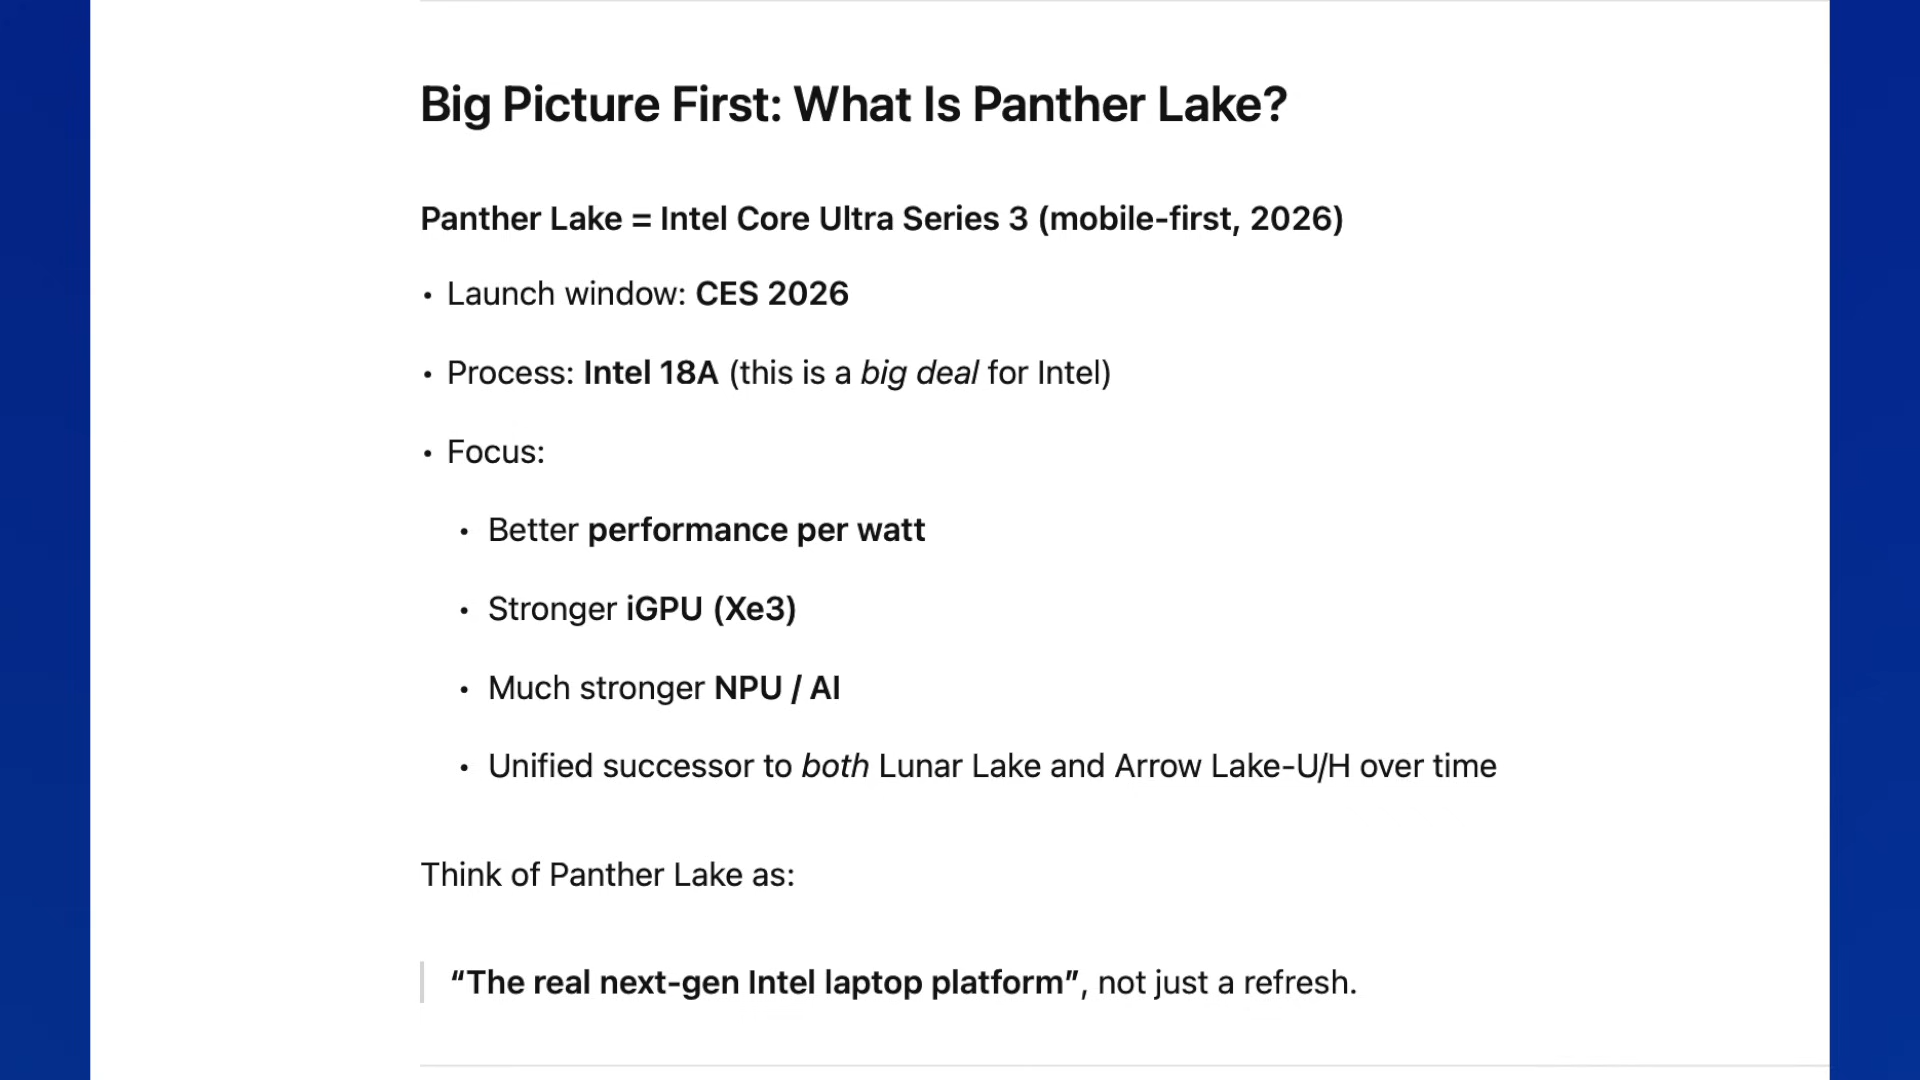 Big Picture First: What Is Panther Lake?
Panther Lake = Intel Core Ultra Series 3 (mobile-first, 2026)
• Launch window: CES 2026
• Process: Intel 18A (this is a big deal for Intel)
• Focus:
• Better performance per watt
• Stronger iGPU (Xe3)
• Much stronger NPU / AI
• Unified successor to both Lunar Lake and Arrow Lake-U/H over time
Think of Panther Lake as:
“The real next-gen Intel laptop platform”, not just a refresh.